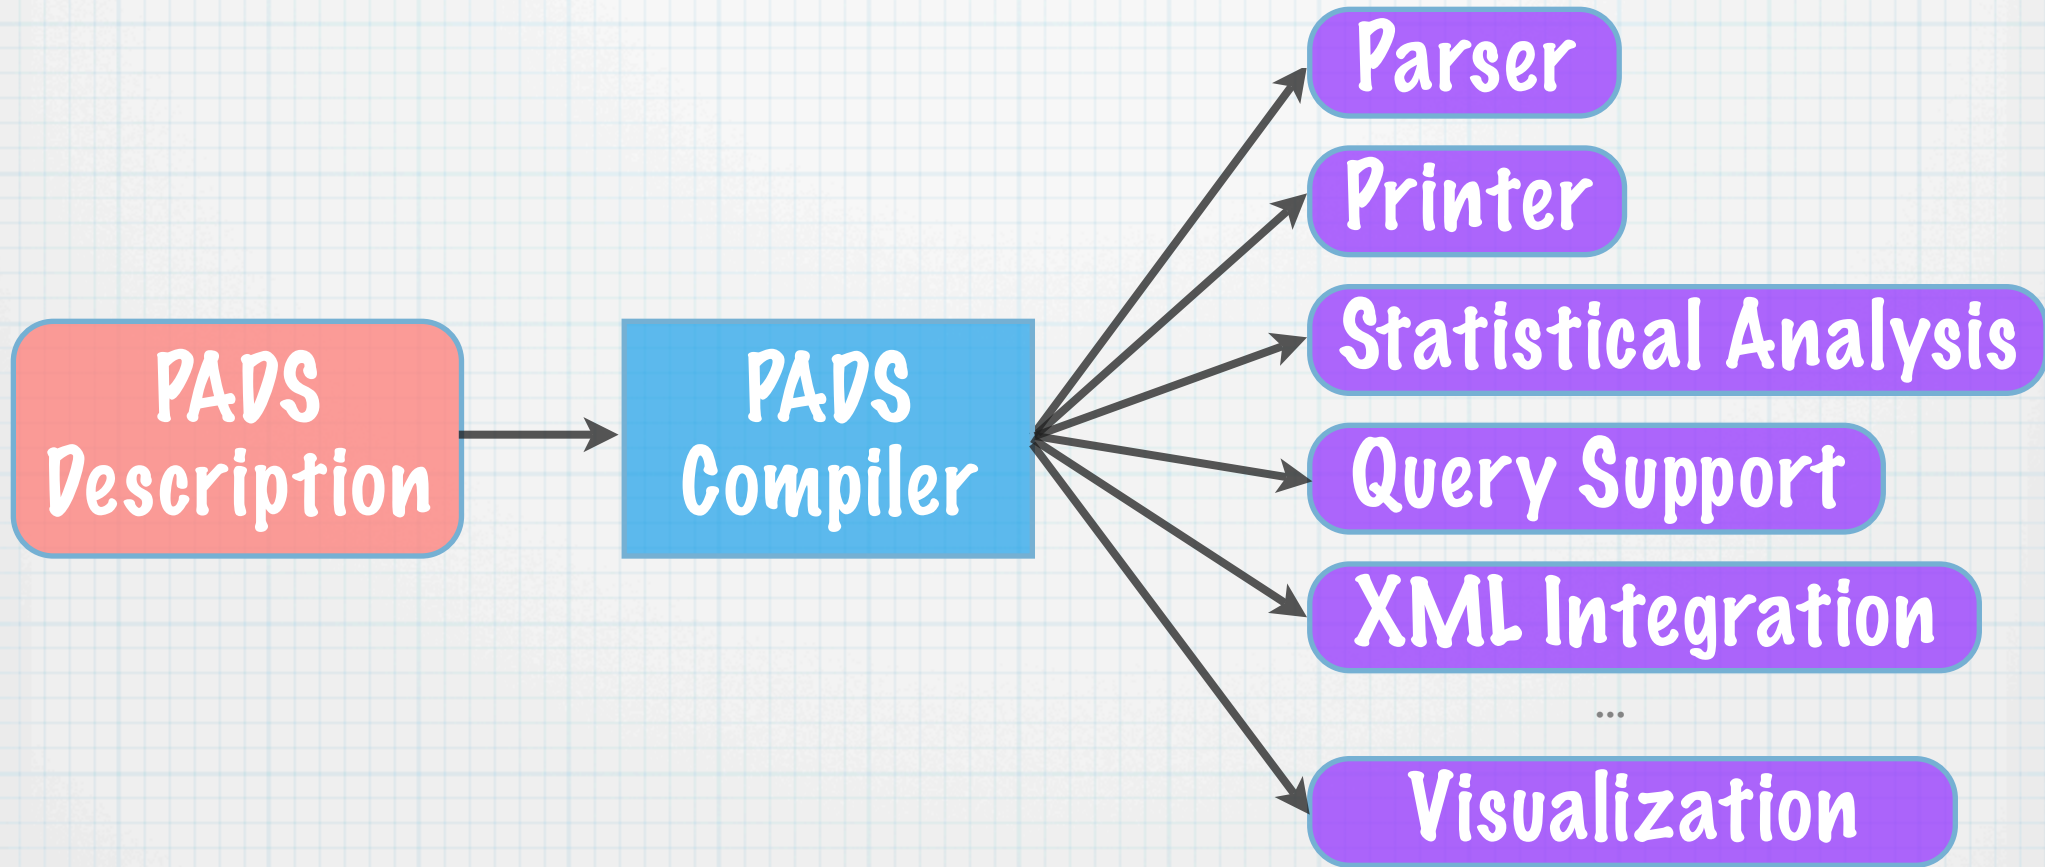 PADS
Description
PADS
Compiler
Parser
Printer
Statistical Analysis
Query Support
XML Integration
...
Visualization